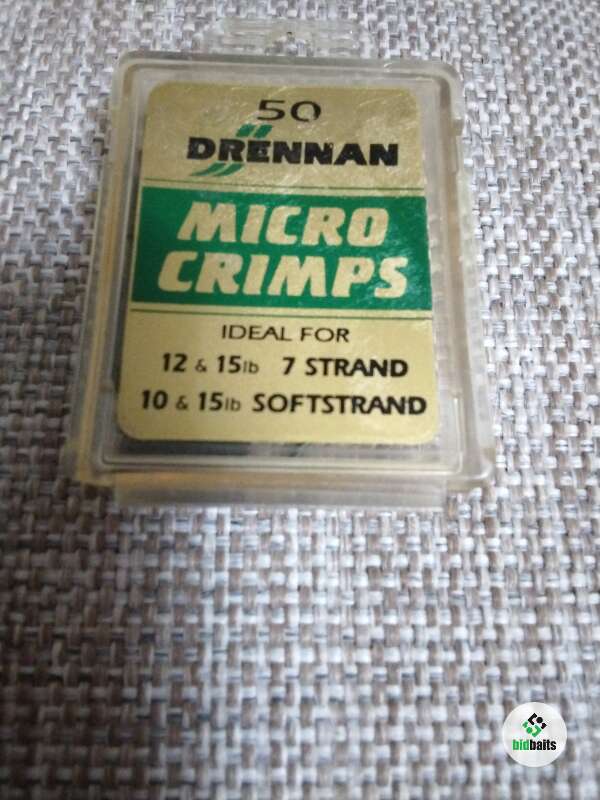 50
DRENNAN
MICRO
CRIMPS
IDEAL FOR
12 & 15lb 7 STRAND
10 & 15lb SOFTSTRAND
bidbaits